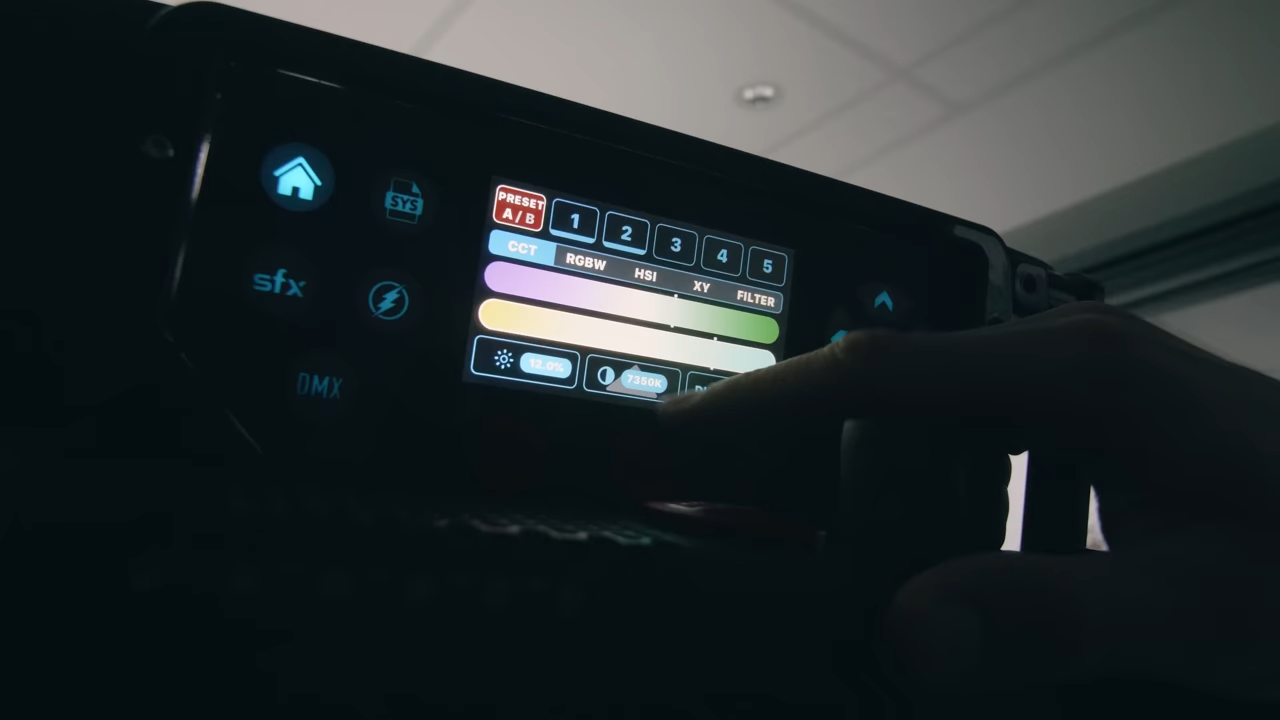 SYS
sfx
DMX
PRESET
A / B
1
2
3
4
5
CCT
RGBW
HSI
XY
FILTER
12.0%
7350K